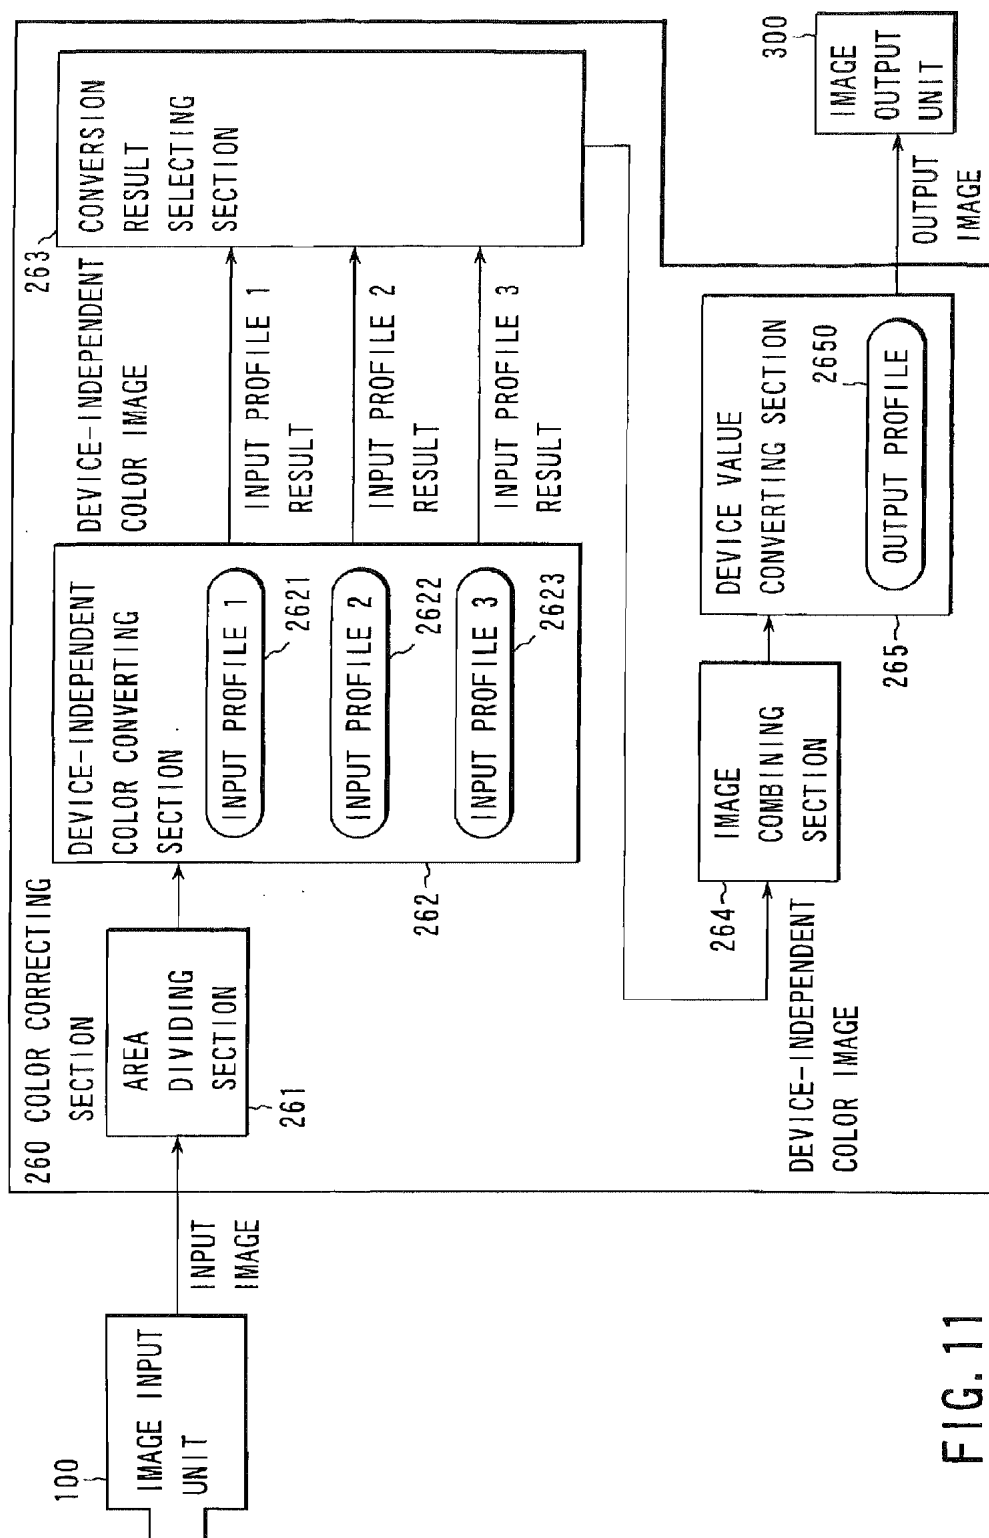 100
IMAGE INPUT
UNIT
INPUT
IMAGE
260 COLOR CORRECTING
SECTION
AREA
DIVIDING
SECTION
261
DEVICE-INDEPENDENT
COLOR CONVERTING
SECTION
INPUT PROFILE 1
2621
INPUT PROFILE 2
2622
INPUT PROFILE 3
2623
262
DEVICE-INDEPENDENT
COLOR IMAGE
INPUT PROFILE 1
RESULT
INPUT PROFILE 2
RESULT
INPUT PROFILE 3
RESULT
263
CONVERSION
RESULT
SELECTING
SECTION
DEVICE-INDEPENDENT
COLOR IMAGE
264
IMAGE
COMBINING
SECTION
265
DEVICE VALUE
CONVERTING SECTION
2650
OUTPUT PROFILE
OUTPUT
IMAGE
300
IMAGE
OUTPUT
UNIT
FIG. 11